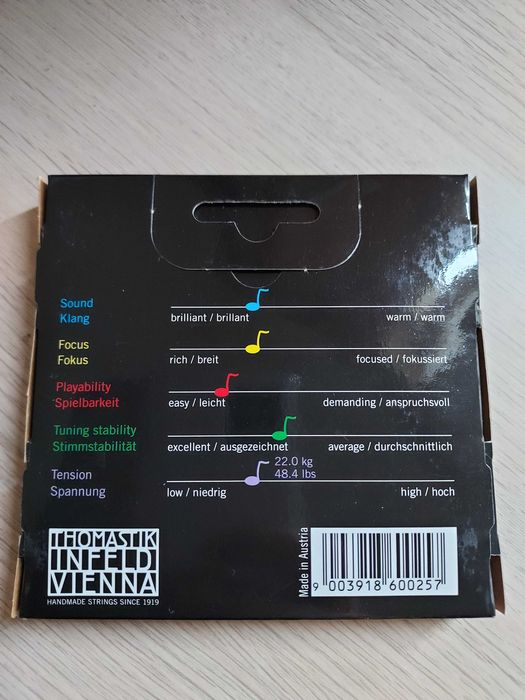 Sound
Klang
brilliant / brillant
warm / warm
Focus
Fokus
rich / breit
focused / fokussiert
Playability
Spielbarkeit
easy / leicht
demanding / anspruchsvoll
Tuning stability
Stimmstabilität
excellent / ausgezeichnet
average / durchschnittlich
Tension
Spannung
22.0 kg
48.4 lbs
low / niedrig
high / hoch
THOMASTIK
INFELD
VIENNA
HANDMADE STRINGS SINCE 1919
Made in Austria
9 003918 600257